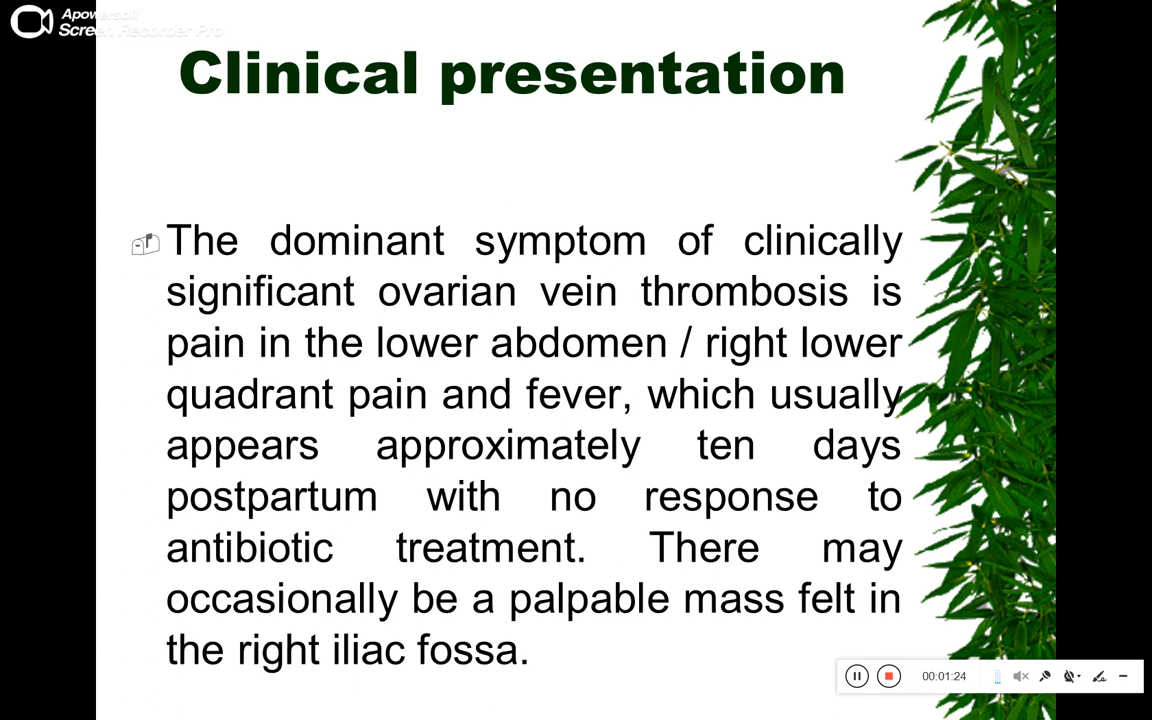 Apowersoft
Screen Recorder Pro
Clinical presentation
The dominant symptom of clinically
significant ovarian vein thrombosis is
pain in the lower abdomen / right lower
quadrant pain and fever, which usually
appears approximately ten days
postpartum with no response to
antibiotic treatment. There may
occasionally be a palpable mass felt in
the right iliac fossa.
00:01:24